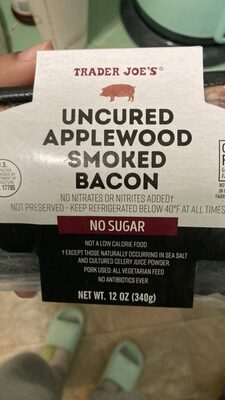 TRADER JOE'S®
UNCURED
APPLEWOOD
SMOKED
BACON
NO NITRATES OR NITRITES ADDED†
NOT PRESERVED - KEEP REFRIGERATED BELOW 40°F AT ALL TIMES
NO SUGAR
NOT A LOW CALORIE FOOD
† EXCEPT THOSE NATURALLY OCCURRING IN SEA SALT
AND CULTURED CELERY JUICE POWDER.
PORK USED: ALL VEGETARIAN FEED
NO ANTIBIOTICS EVER
NET WT. 12 OZ (340g)
17798